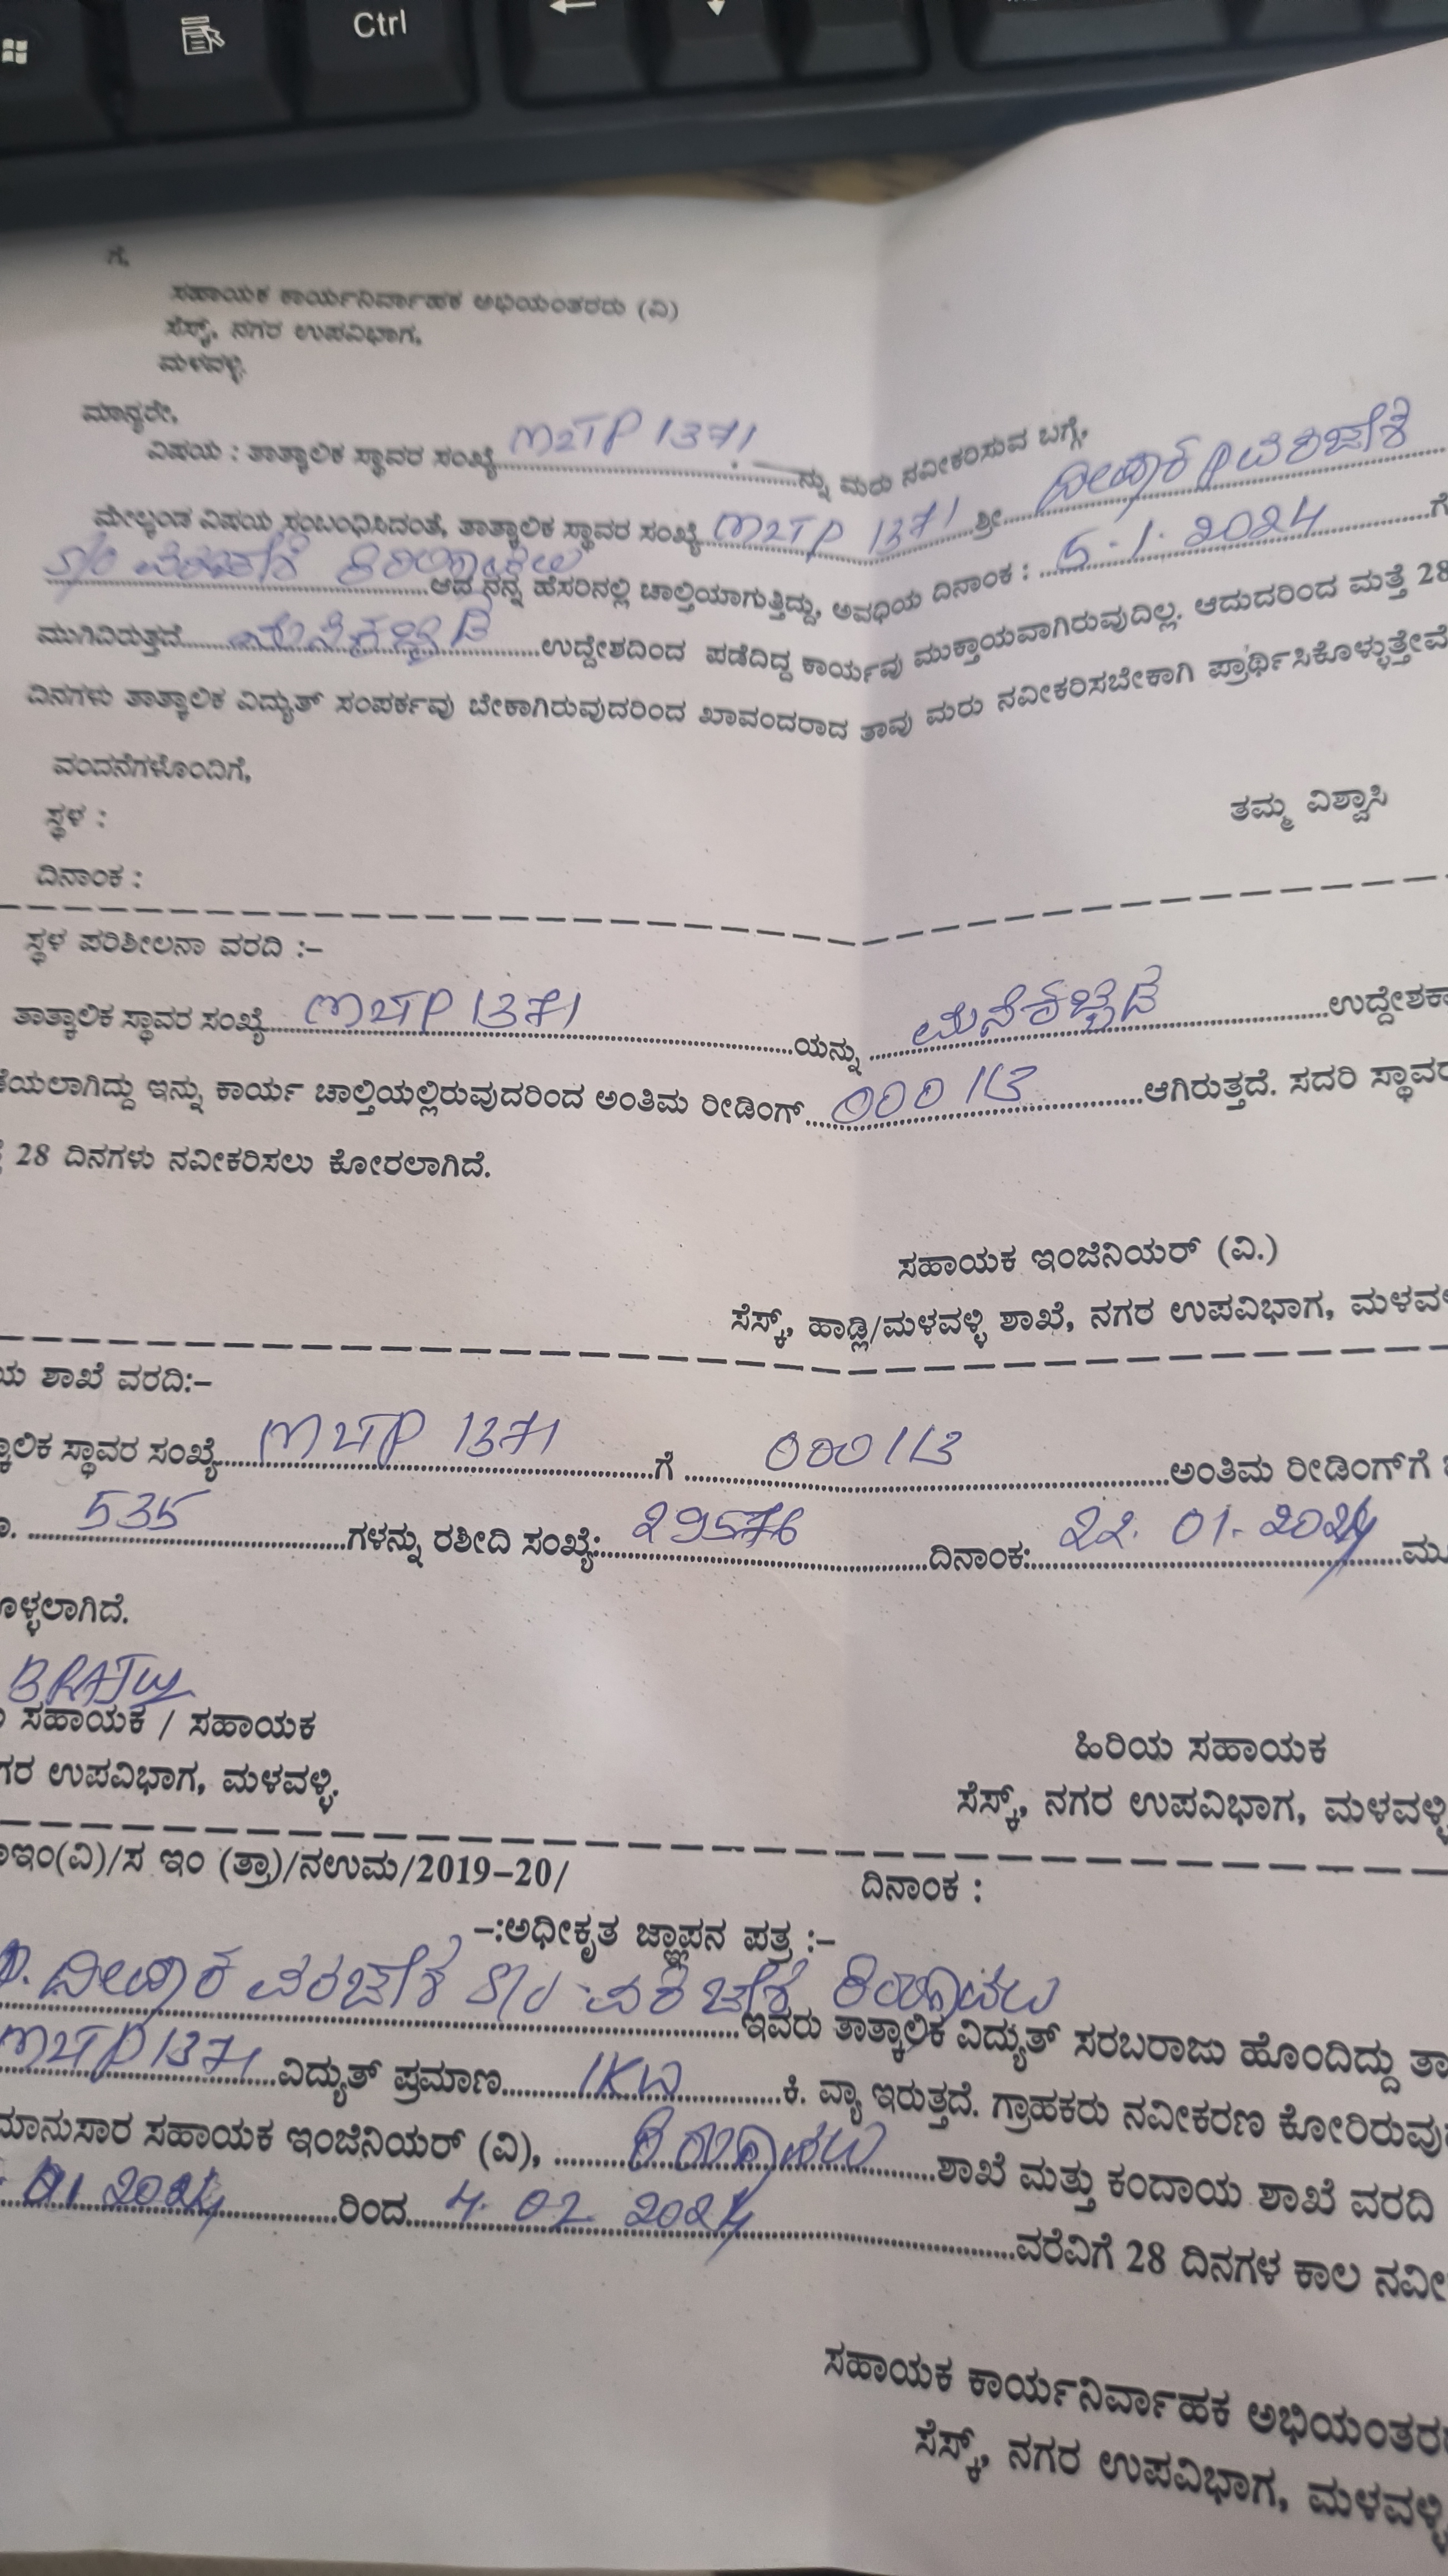 Ctrl
ಗೆ,
ಸಹಾಯಕ ಕಾರ್ಯನಿರ್ವಾಹಕ ಅಭಿಯಂತರರು (ವಿ)
ಸೆಸ್ಕ್, ನಗರ ಉಪವಿಭಾಗ,
ಮಳವಳ್ಳಿ.
ಮಾನ್ಯರೇ,
ವಿಷಯ : ತಾತ್ಕಾಲಿಕ ಸ್ಥಾವರ ಸಂಖ್ಯೆ M2TP 1371 ನ್ನು ಮರು ನವೀಕರಿಸುವ ಬಗ್ಗೆ,
ಮೇಲ್ಕಂಡ ವಿಷಯ ಸಂಬಂಧಿಸಿದಂತೆ, ತಾತ್ಕಾಲಿಕ ಸ್ಥಾವರ ಸಂಖ್ಯೆ M2TP 1371 ಶ್ರೀ
S/o ಆದ ನನ್ನ ಹೆಸರಿನಲ್ಲಿ ಚಾಲ್ತಿಯಾಗುತ್ತಿದ್ದು, ಅವಧಿಯ ದಿನಾಂಕ : 5.1.2024 ಗೆ
ಮುಗಿದಿರುತ್ತದೆ. ಉದ್ದೇಶದಿಂದ ಪಡೆದಿದ್ದ ಕಾರ್ಯವು ಮುಕ್ತಾಯವಾಗಿರುವುದಿಲ್ಲ. ಆದುದರಿಂದ ಮತ್ತೆ 28
ದಿನಗಳು ತಾತ್ಕಾಲಿಕ ವಿದ್ಯುತ್ ಸಂಪರ್ಕವು ಬೇಕಾಗಿರುವುದರಿಂದ ಖಾವಂದರಾದ ತಾವು ಮರು ನವೀಕರಿಸಬೇಕಾಗಿ ಪ್ರಾರ್ಥಿಸಿಕೊಳ್ಳುತ್ತೇವೆ
ವಂದನೆಗಳೊಂದಿಗೆ,
ಸ್ಥಳ :
ತಮ್ಮ ವಿಶ್ವಾಸಿ
ದಿನಾಂಕ :
ಸ್ಥಳ ಪರಿಶೀಲನಾ ವರದಿ :–
ತಾತ್ಕಾಲಿಕ ಸ್ಥಾವರ ಸಂಖ್ಯೆ M2TP 1371 ಯನ್ನು ಉದ್ದೇಶಕಾ
ಕೆಯಲಾಗಿದ್ದು ಇನ್ನು ಕಾರ್ಯ ಚಾಲ್ತಿಯಲ್ಲಿರುವುದರಿಂದ ಅಂತಿಮ ರೀಡಿಂಗ್ 000113 ಆಗಿರುತ್ತದೆ. ಸದರಿ ಸ್ಥಾವರ
28 ದಿನಗಳು ನವೀಕರಿಸಲು ಕೋರಲಾಗಿದೆ.
ಸಹಾಯಕ ಇಂಜಿನಿಯರ್ (ವಿ.)
ಸೆಸ್ಕ್, ಹಾಡ್ಲಿ/ಮಳವಳ್ಳಿ ಶಾಖೆ, ನಗರ ಉಪವಿಭಾಗ, ಮಳವ
ಯ ಶಾಖೆ ವರದಿ:–
ಲಿಕ ಸ್ಥಾವರ ಸಂಖ್ಯೆ M2TP 1371 ಗೆ 000113 ಅಂತಿಮ ರೀಡಿಂಗ್‌ಗೆ
535 ಗಳನ್ನು ರಶೀದಿ ಸಂಖ್ಯೆ: 29576 ದಿನಾಂಕ: 22.01.2024 ಮು
ಳ್ಳಲಾಗಿದೆ.
ಸಹಾಯಕ / ಸಹಾಯಕ
ಹಿರಿಯ ಸಹಾಯಕ
ಗರ ಉಪವಿಭಾಗ, ಮಳವಳ್ಳಿ.
ಸೆಸ್ಕ್, ನಗರ ಉಪವಿಭಾಗ, ಮಳವಳ್ಳಿ
ಇಂ(ವಿ)/ಸ ಇಂ (ತ್ರಾ)/ನಉಮ/2019–20/
ದಿನಾಂಕ :
–:ಅಧೀಕೃತ ಜ್ಞಾಪನ ಪತ್ರ :–
ಇವರು ತಾತ್ಕಾಲಿಕ ವಿದ್ಯುತ್ ಸರಬರಾಜು ಹೊಂದಿದ್ದು ತಾ
M2TP 1371 ವಿದ್ಯುತ್ ಪ್ರಮಾಣ 1KW ಕಿ. ವ್ಯಾ ಇರುತ್ತದೆ. ಗ್ರಾಹಕರು ನವೀಕರಣ ಕೋರಿರುವು
ಮಾನುಸಾರ ಸಹಾಯಕ ಇಂಜಿನಿಯರ್ (ವಿ), ಶಾಖೆ ಮತ್ತು ಕಂದಾಯ ಶಾಖೆ ವರದಿ
01 2024 ರಿಂದ 4.02 2024 ವರೆವಿಗೆ 28 ದಿನಗಳ ಕಾಲ ನವೀ
ಸಹಾಯಕ ಕಾರ್ಯನಿರ್ವಾಹಕ ಅಭಿಯಂತರ
ಸೆಸ್ಕ್, ನಗರ ಉಪವಿಭಾಗ, ಮಳವಳ್ಳಿ